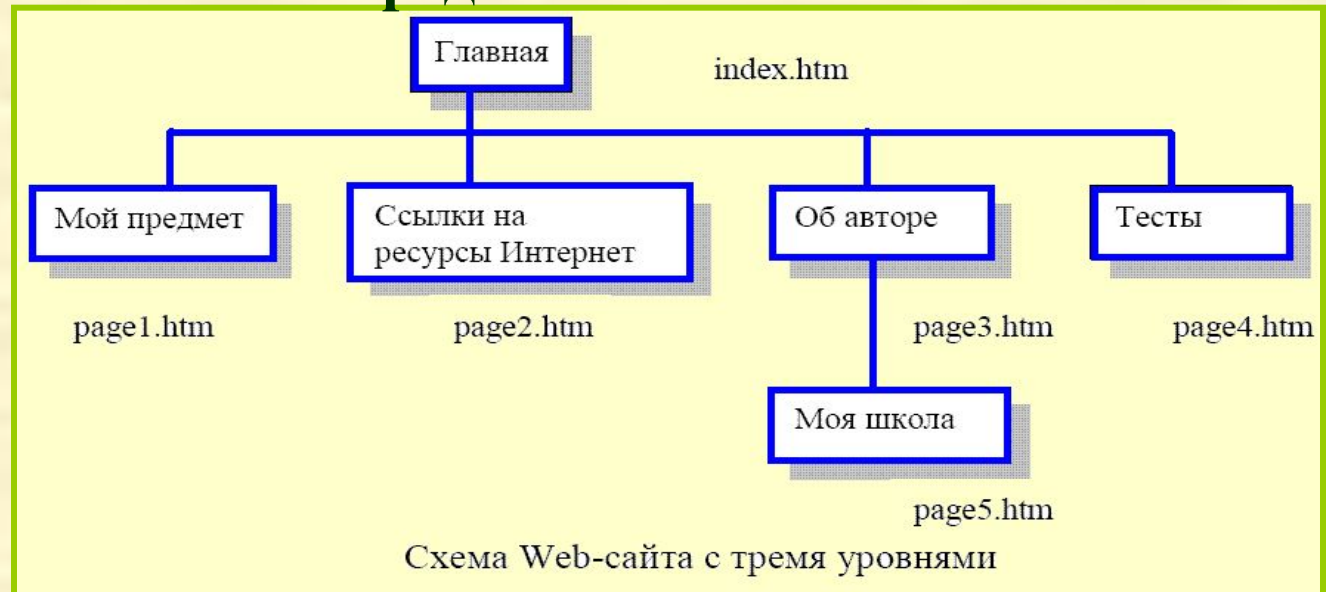 Главная
index.htm
Мой предмет
Ссылки на
ресурсы Интернет
Об авторе
Тесты
page1.htm
page2.htm
page3.htm
page4.htm
Моя школа
page5.htm
Схема Web-сайта с тремя уровнями